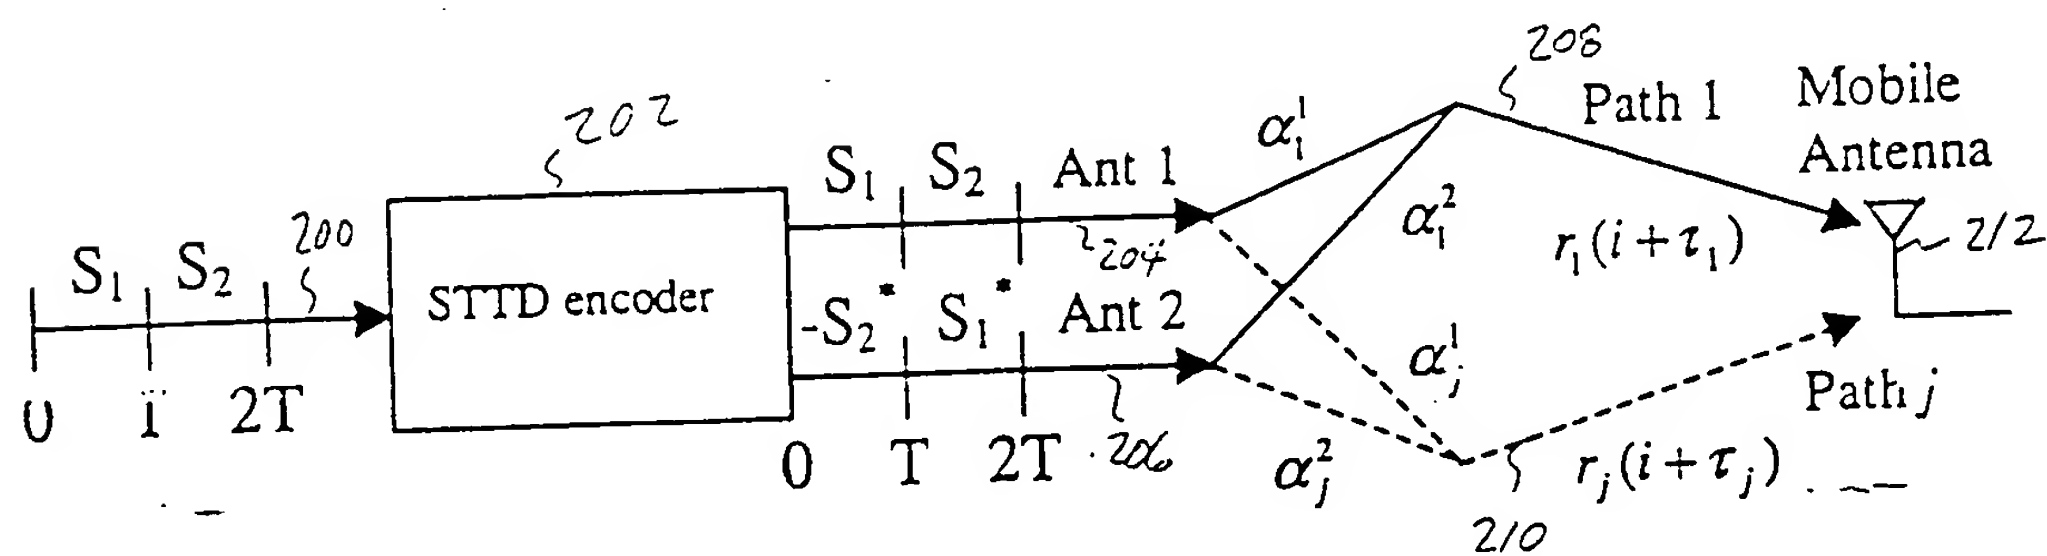 208
Path 1
Mobile
Antenna
202
α₁¹
S₁ S₂ Ant 1
α₁²
212
200
204
r₁(i + τ₁)
S₁ S₂
STTD encoder
-S₂* S₁* Ant 2
αⱼ¹
Path j
0 2T
206
0 T 2T
αⱼ²
rⱼ(i + τⱼ)
210